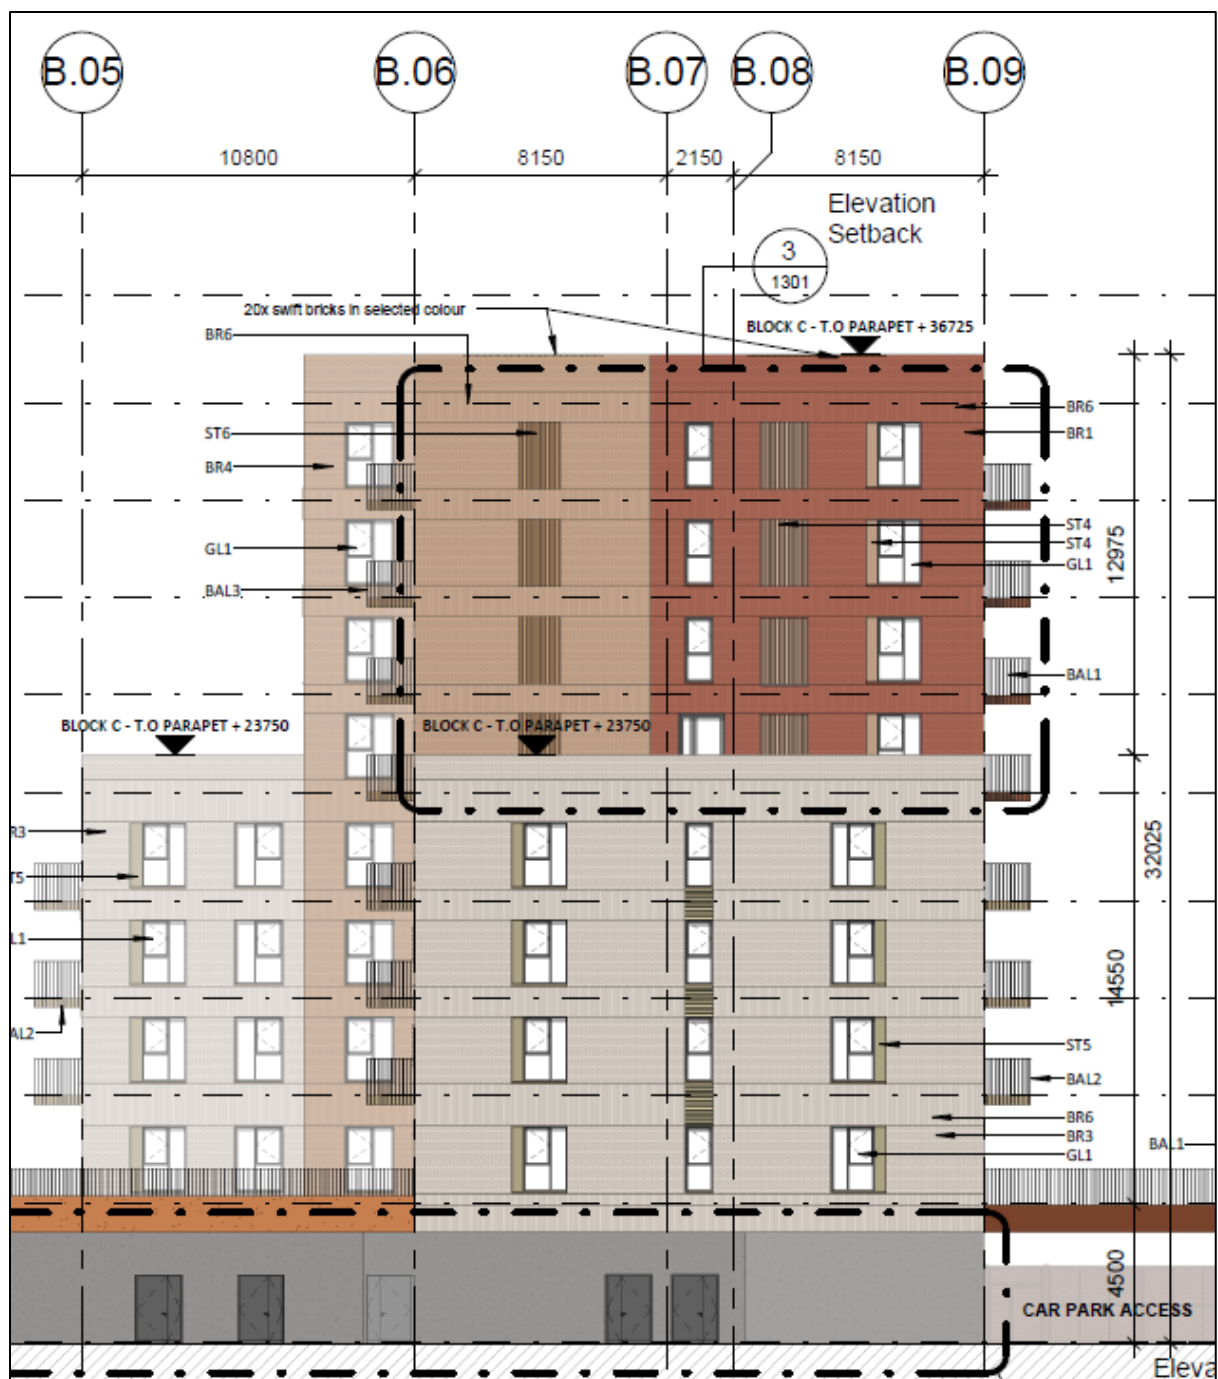 B.05 B.06 B.07 B.08 B.09
10800 8150 2150 8150
Elevation
Setback
3
1301
20x swift bricks in selected colour
BLOCK C - T.O PARAPET + 36725
BR6
BR6
ST6
BR1
BR4
ST4
GL1
ST4
GL1
12975
BAL3
BAL1
BLOCK C - T.O PARAPET + 23750
BLOCK C - T.O PARAPET + 23750
R3
32025
T5
L1
14550
AL2
ST5
BAL2
BR6
BR3
BAL1
GL1
4500
CAR PARK ACCESS
Eleva